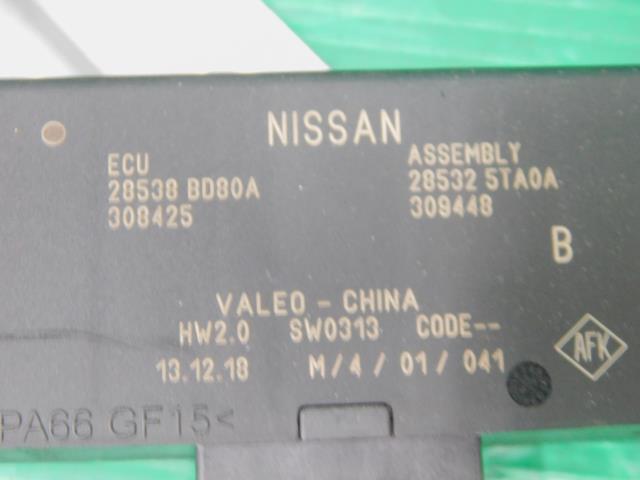 NISSAN
ECU
28538 BD80A
308425
ASSEMBLY
28532 5TA0A
309448
B
VALEO - CHINA
HW2.0 SW0313 CODE--
13.12.18 M/4/01/041
AFK
PA66 GF15<